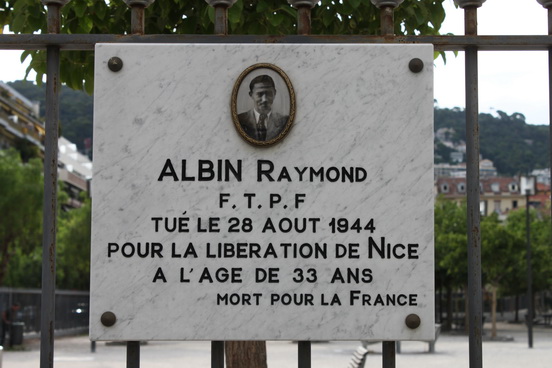 ALBIN RAYMOND
F.T.P.F
TUÉ LE 28 AOUT 1944
POUR LA LIBERATION DE NICE
A L'AGE DE 33 ANS
MORT POUR LA FRANCE